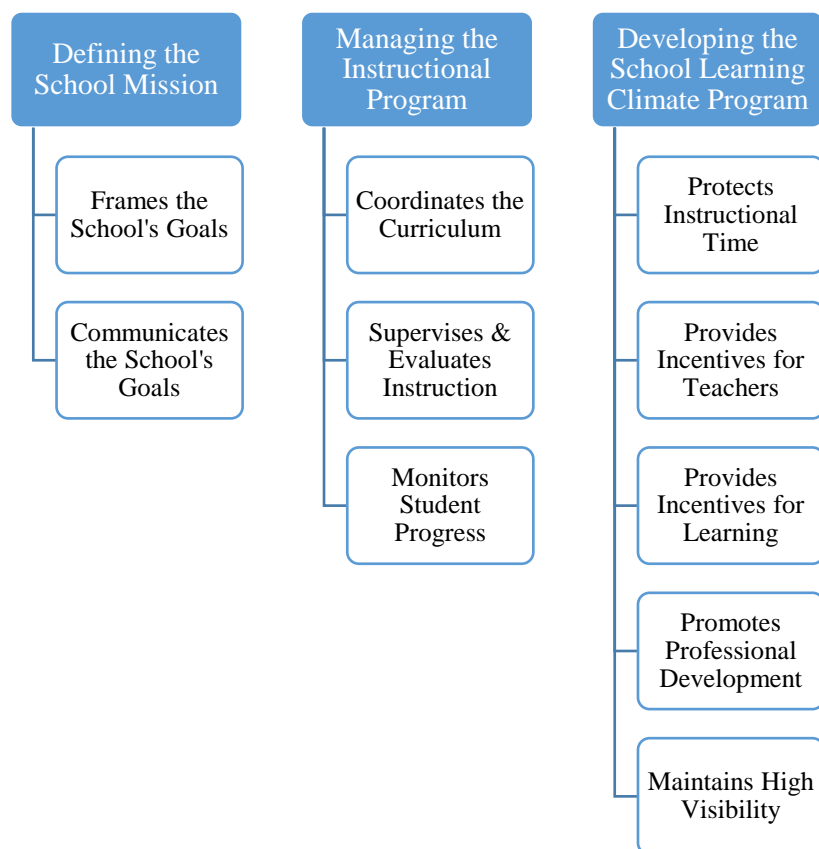 Defining the
School Mission
Frames the
School's Goals
Communicates
the School's
Goals
Managing the
Instructional
Program
Coordinates the
Curriculum
Supervises &
Evaluates
Instruction
Monitors
Student
Progress
Developing the
School Learning
Climate Program
Protects
Instructional
Time
Provides
Incentives for
Teachers
Provides
Incentives for
Learning
Promotes
Professional
Development
Maintains High
Visibility